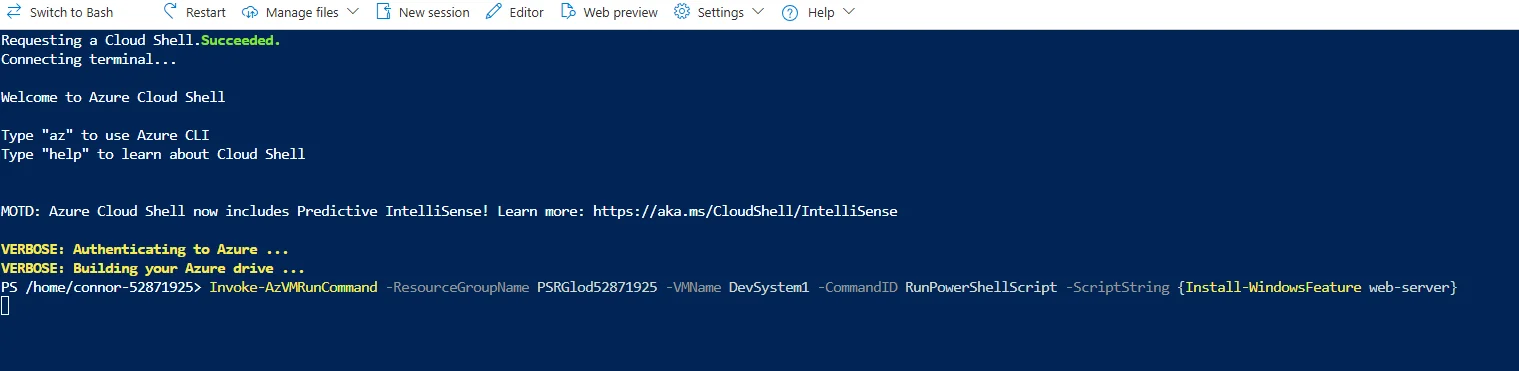 Switch to Bash Restart Manage files New session Editor Web preview Settings Help
Requesting a Cloud Shell.Succeeded.
Connecting terminal...
Welcome to Azure Cloud Shell
Type "az" to use Azure CLI
Type "help" to learn about Cloud Shell
MOTD: Azure Cloud Shell now includes Predictive IntelliSense! Learn more: https://aka.ms/CloudShell/IntelliSense
VERBOSE: Authenticating to Azure ...
VERBOSE: Building your Azure drive ...
PS /home/connor-52871925> Invoke-AzVMRunCommand -ResourceGroupName PSRGlod52871925 -VMName DevSystem1 -CommandID RunPowerShellScript -ScriptString {Install-WindowsFeature web-server}